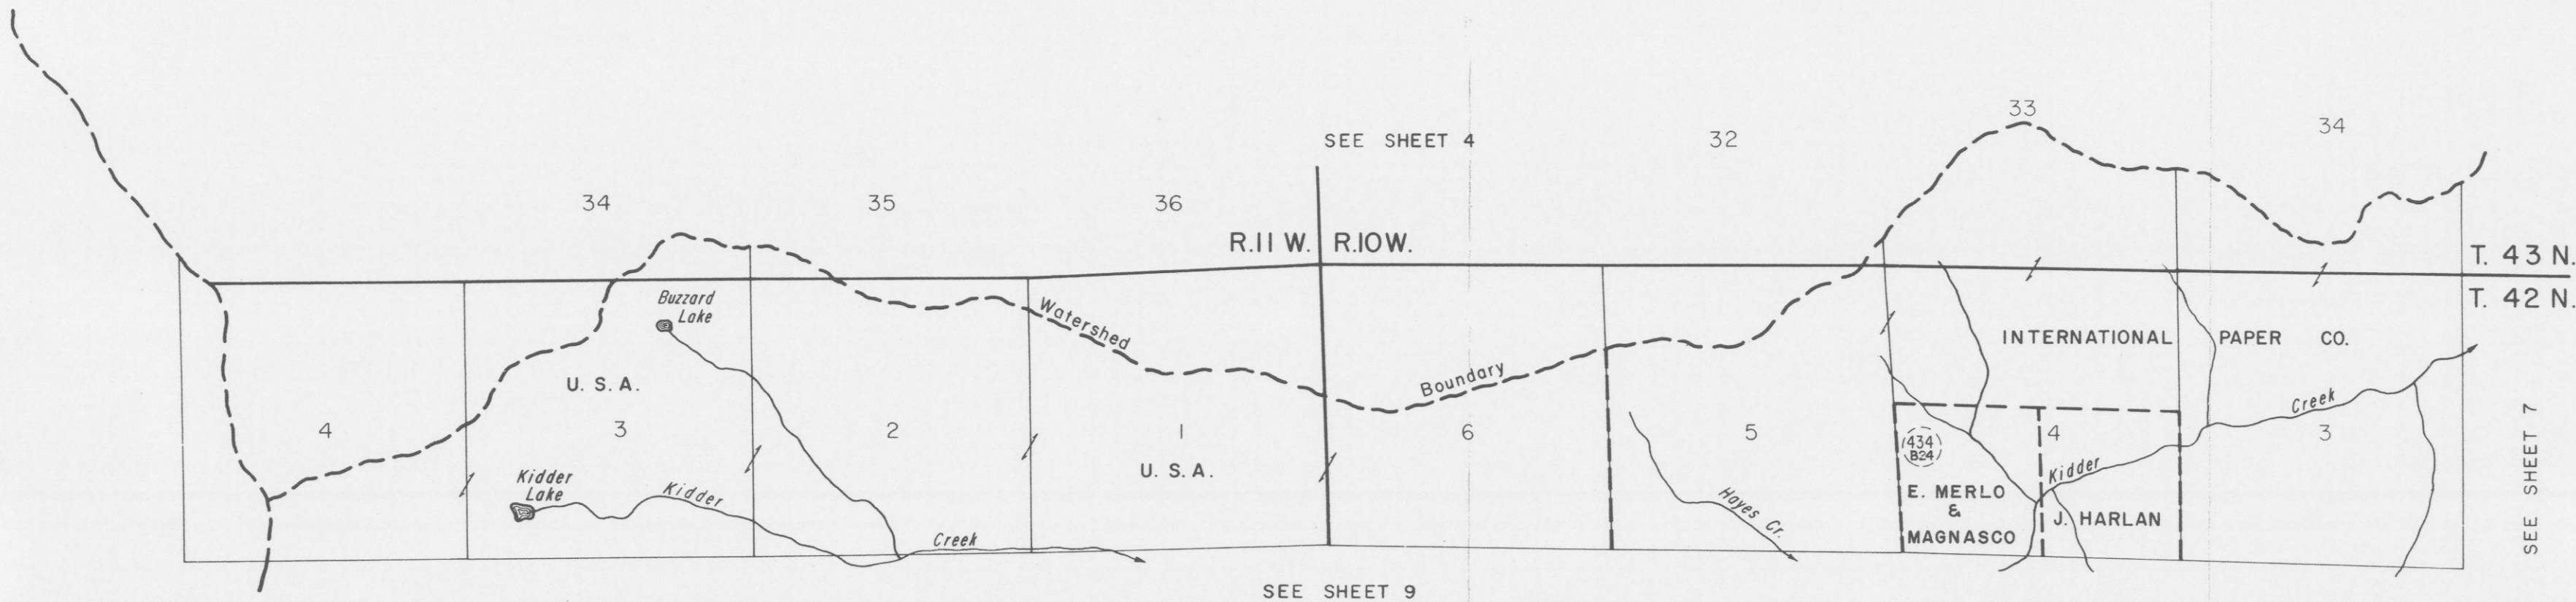 33
34
32
SEE SHEET 4
34
35
36
R.11 W.
R.10W.
T. 43 N.
T. 42 N.
Buzzard
Lake
Watershed
Boundary
INTERNATIONAL PAPER CO.
U. S. A.
4
3
2
1
6
5
4
3
U. S. A.
Kidder
Lake
Kidder
Creek
Hayes Cr.
434
B24
E. MERLO
&
MAGNASCO
J. HARLAN
Kidder
Creek
SEE SHEET 7
SEE SHEET 9